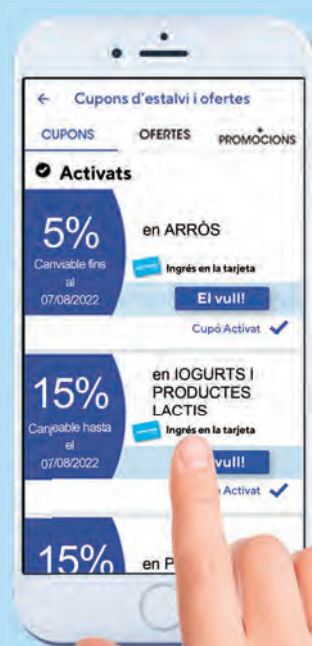 ← Cupons d'estalvi i ofertes
CUPONS OFERTES PROMOCIONS
Activats
5%
Canviable fins
al
07/08/2022
en ARRÒS
Ingrés en la tarjeta
El vull!
Cupó Activat
15%
Canjeable hasta
el
07/08/2022
en IOGURTS I
PRODUCTES
LACTIS
Ingrés en la tarjeta
vull!
Activat
15%
en P